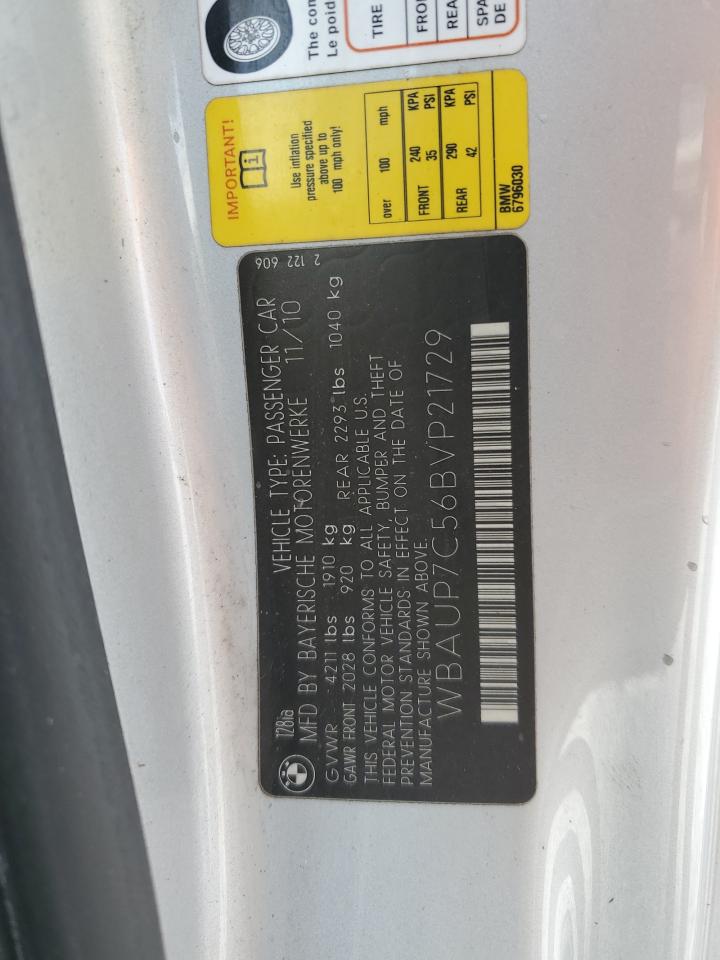 The con
Le poid
TIRE
FRO
REA
SPA
DE
IMPORTANT!
Use inflation
pressure specified
above up to
100 mph only!
over 100 mph
KPA PSI
FRONT 240 35
KPA PSI
REAR 290 42
BMW
6796030
2 122 606
128ia VEHICLE TYPE: PASSENGER CAR
MFD BY BAYERISCHE MOTORENWERKE 11/10
GVWR 4211 lbs 1910 kg
GAWR FRONT 2028 lbs 920 kg REAR 2293 lbs 1040 kg
THIS VEHICLE CONFORMS TO ALL APPLICABLE U.S.
FEDERAL MOTOR VEHICLE SAFETY, BUMPER AND THEFT
PREVENTION STANDARDS IN EFFECT ON THE DATE OF
MANUFACTURE SHOWN ABOVE.
WBAUP7C56BVP21729